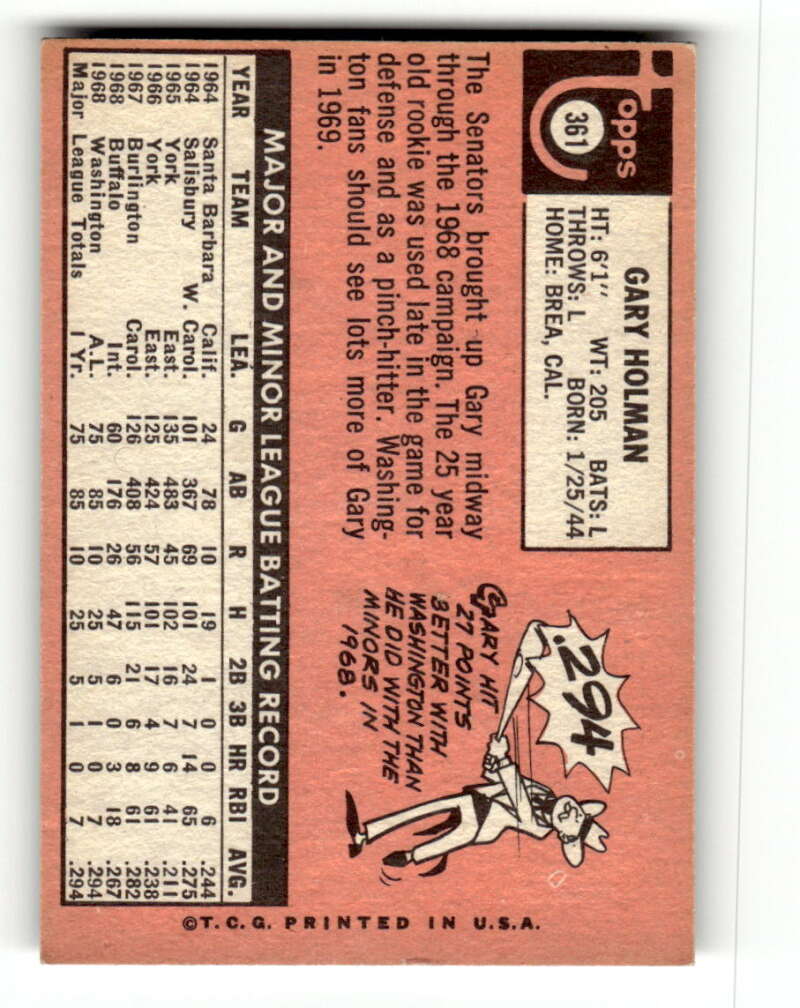 Topps
361
GARY HOLMAN
HT: 6'1" WT: 205 BATS: L
THROWS: L BORN: 1/25/44
HOME: BREA, CAL.
The Senators brought up Gary midway
through the 1968 campaign. The 25 year
old rookie was used late in the game for
defense and as a pinch-hitter. Washing-
ton fans should see lots more of Gary
in 1969.
.294
GARY HIT
27 POINTS
BETTER WITH
WASHINGTON THAN
HE DID WITH THE
MINORS IN
1968.
MAJOR AND MINOR LEAGUE BATTING RECORD
YEAR TEAM LEA. G AB R H 2B 3B HR RBI AVG.
1964 Santa Barbara Calif. 24 78 10 19 1 0 0 6 .244
1964 Salisbury W. Carol. 101 367 69 101 24 7 14 65 .275
1965 York East. 135 483 45 102 16 7 6 41 .211
1966 York East. 125 424 57 101 17 4 9 61 .238
1967 Burlington Carol. 126 408 56 115 21 6 8 61 .282
1968 Buffalo Int. 60 176 26 47 6 0 3 18 .267
1968 Washington A.L. 75 85 10 25 5 1 0 7 .294
Major League Totals 1 Yr. 75 85 10 25 5 1 0 7 .294
©T.C.G. PRINTED IN U.S.A.